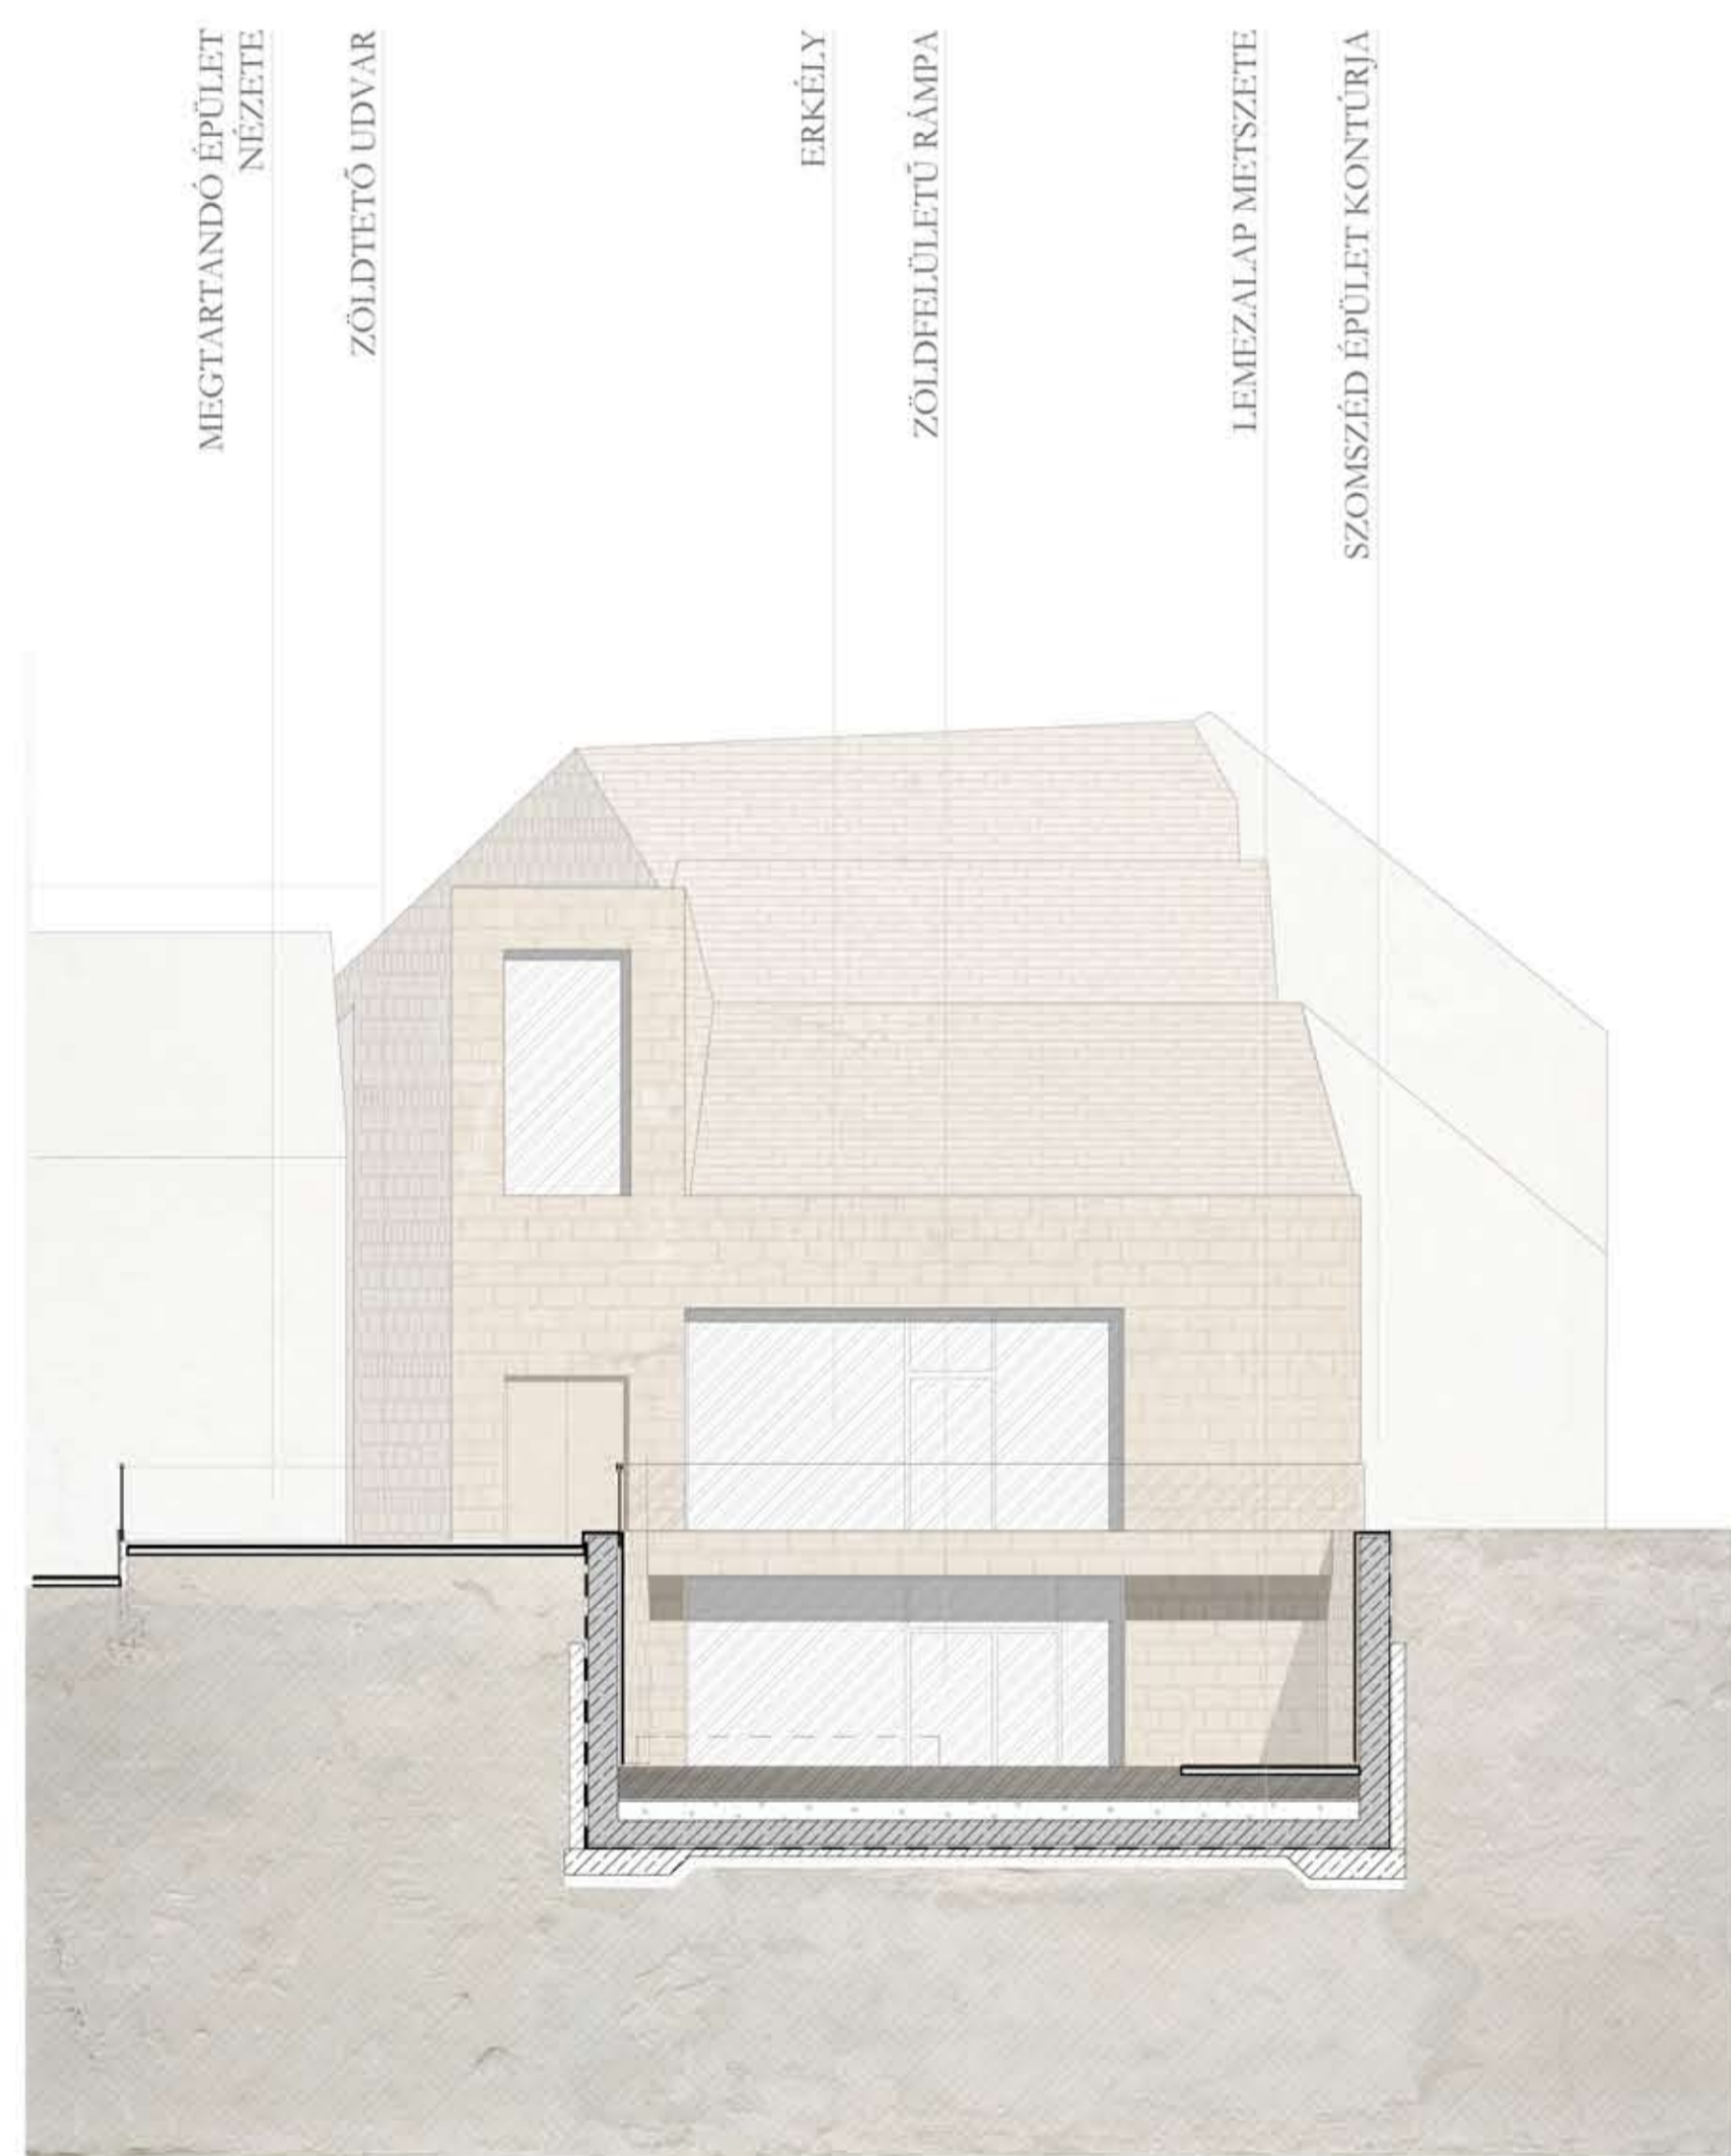 MEGTARTANDÓ ÉPÜLET
NÉZETE
ZÖLDTETŐ UDVAR
ERKÉLY
ZÖLDFELÜLETŰ RÁMPA
LEMEZALAP METSZETE
SZOMSZÉD ÉPÜLET KONTÚRJA